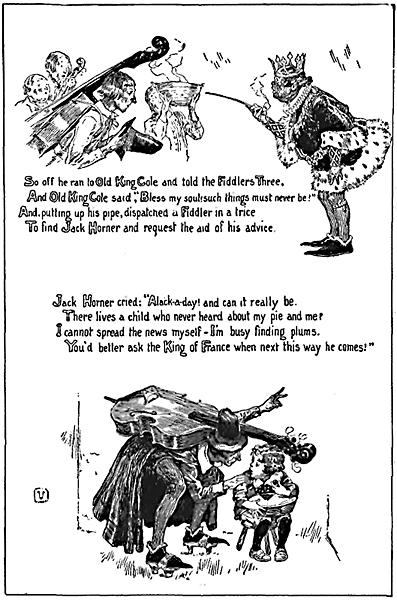 So off he ran to Old King Cole and told the Fiddlers Three,
And Old King Cole said, "Bless my soul! such things must never be!"
And, putting up his pipe, dispatched a Fiddler in a trice
To find Jack Horner and request the aid of his advice.
Jack Horner cried: "Alack-a-day! and can it really be.
There lives a child who never heard about my pie and me?
I cannot spread the news myself - I'm busy finding plums.
You'd better ask the King of France when next this way he comes!"
V